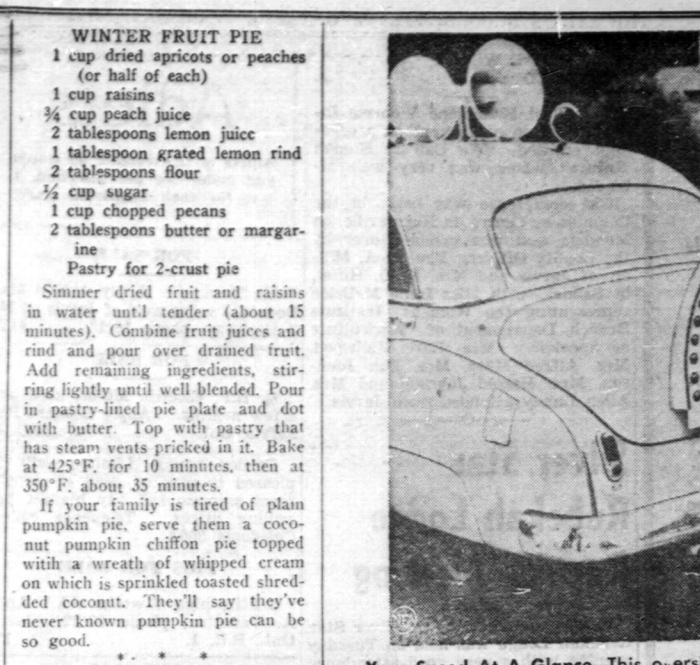 WINTER FRUIT PIE
1 cup dried apricots or peaches
(or half of each)
1 cup raisins
¾ cup peach juice
2 tablespoons lemon juice
1 tablespoon grated lemon rind
2 tablespoons flour
½ cup sugar
1 cup chopped pecans
2 tablespoons butter or margar-
ine
Pastry for 2-crust pie
Simmer dried fruit and raisins
in water until tender (about 15
minutes). Combine fruit juices and
rind and pour over drained fruit.
Add remaining ingredients, stir-
ring lightly until well blended. Pour
in pastry-lined pie plate and dot
with butter. Top with pastry that
has steam vents pricked in it. Bake
at 425°F. for 10 minutes, then at
350°F. about 35 minutes.
If your family is tired of plain
pumpkin pie, serve them a coco-
nut pumpkin chiffon pie topped
witih a wreath of whipped cream
on which is sprinkled toasted shred-
ded coconut. They'll say they've
never known pumpkin pie can be
so good.
* * *
Speed At A Glance. This